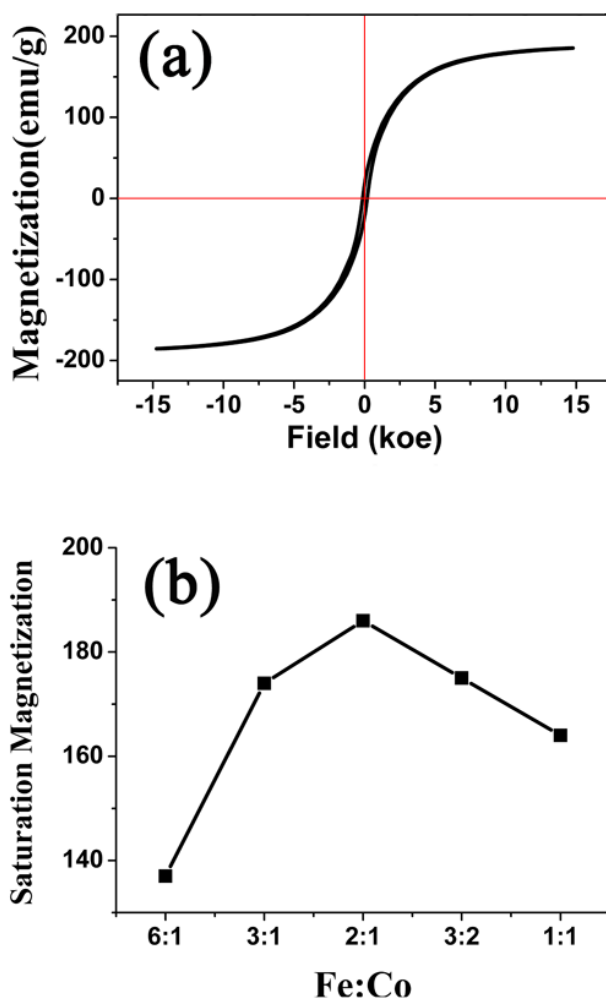 (a)
Magnetization(emu/g)
200
100
0
-100
-200
-15 -10 -5 0 5 10 15
Field (koe)
(b)
Saturation Magnetization
200
180
160
140
6:1 3:1 2:1 3:2 1:1
Fe:Co